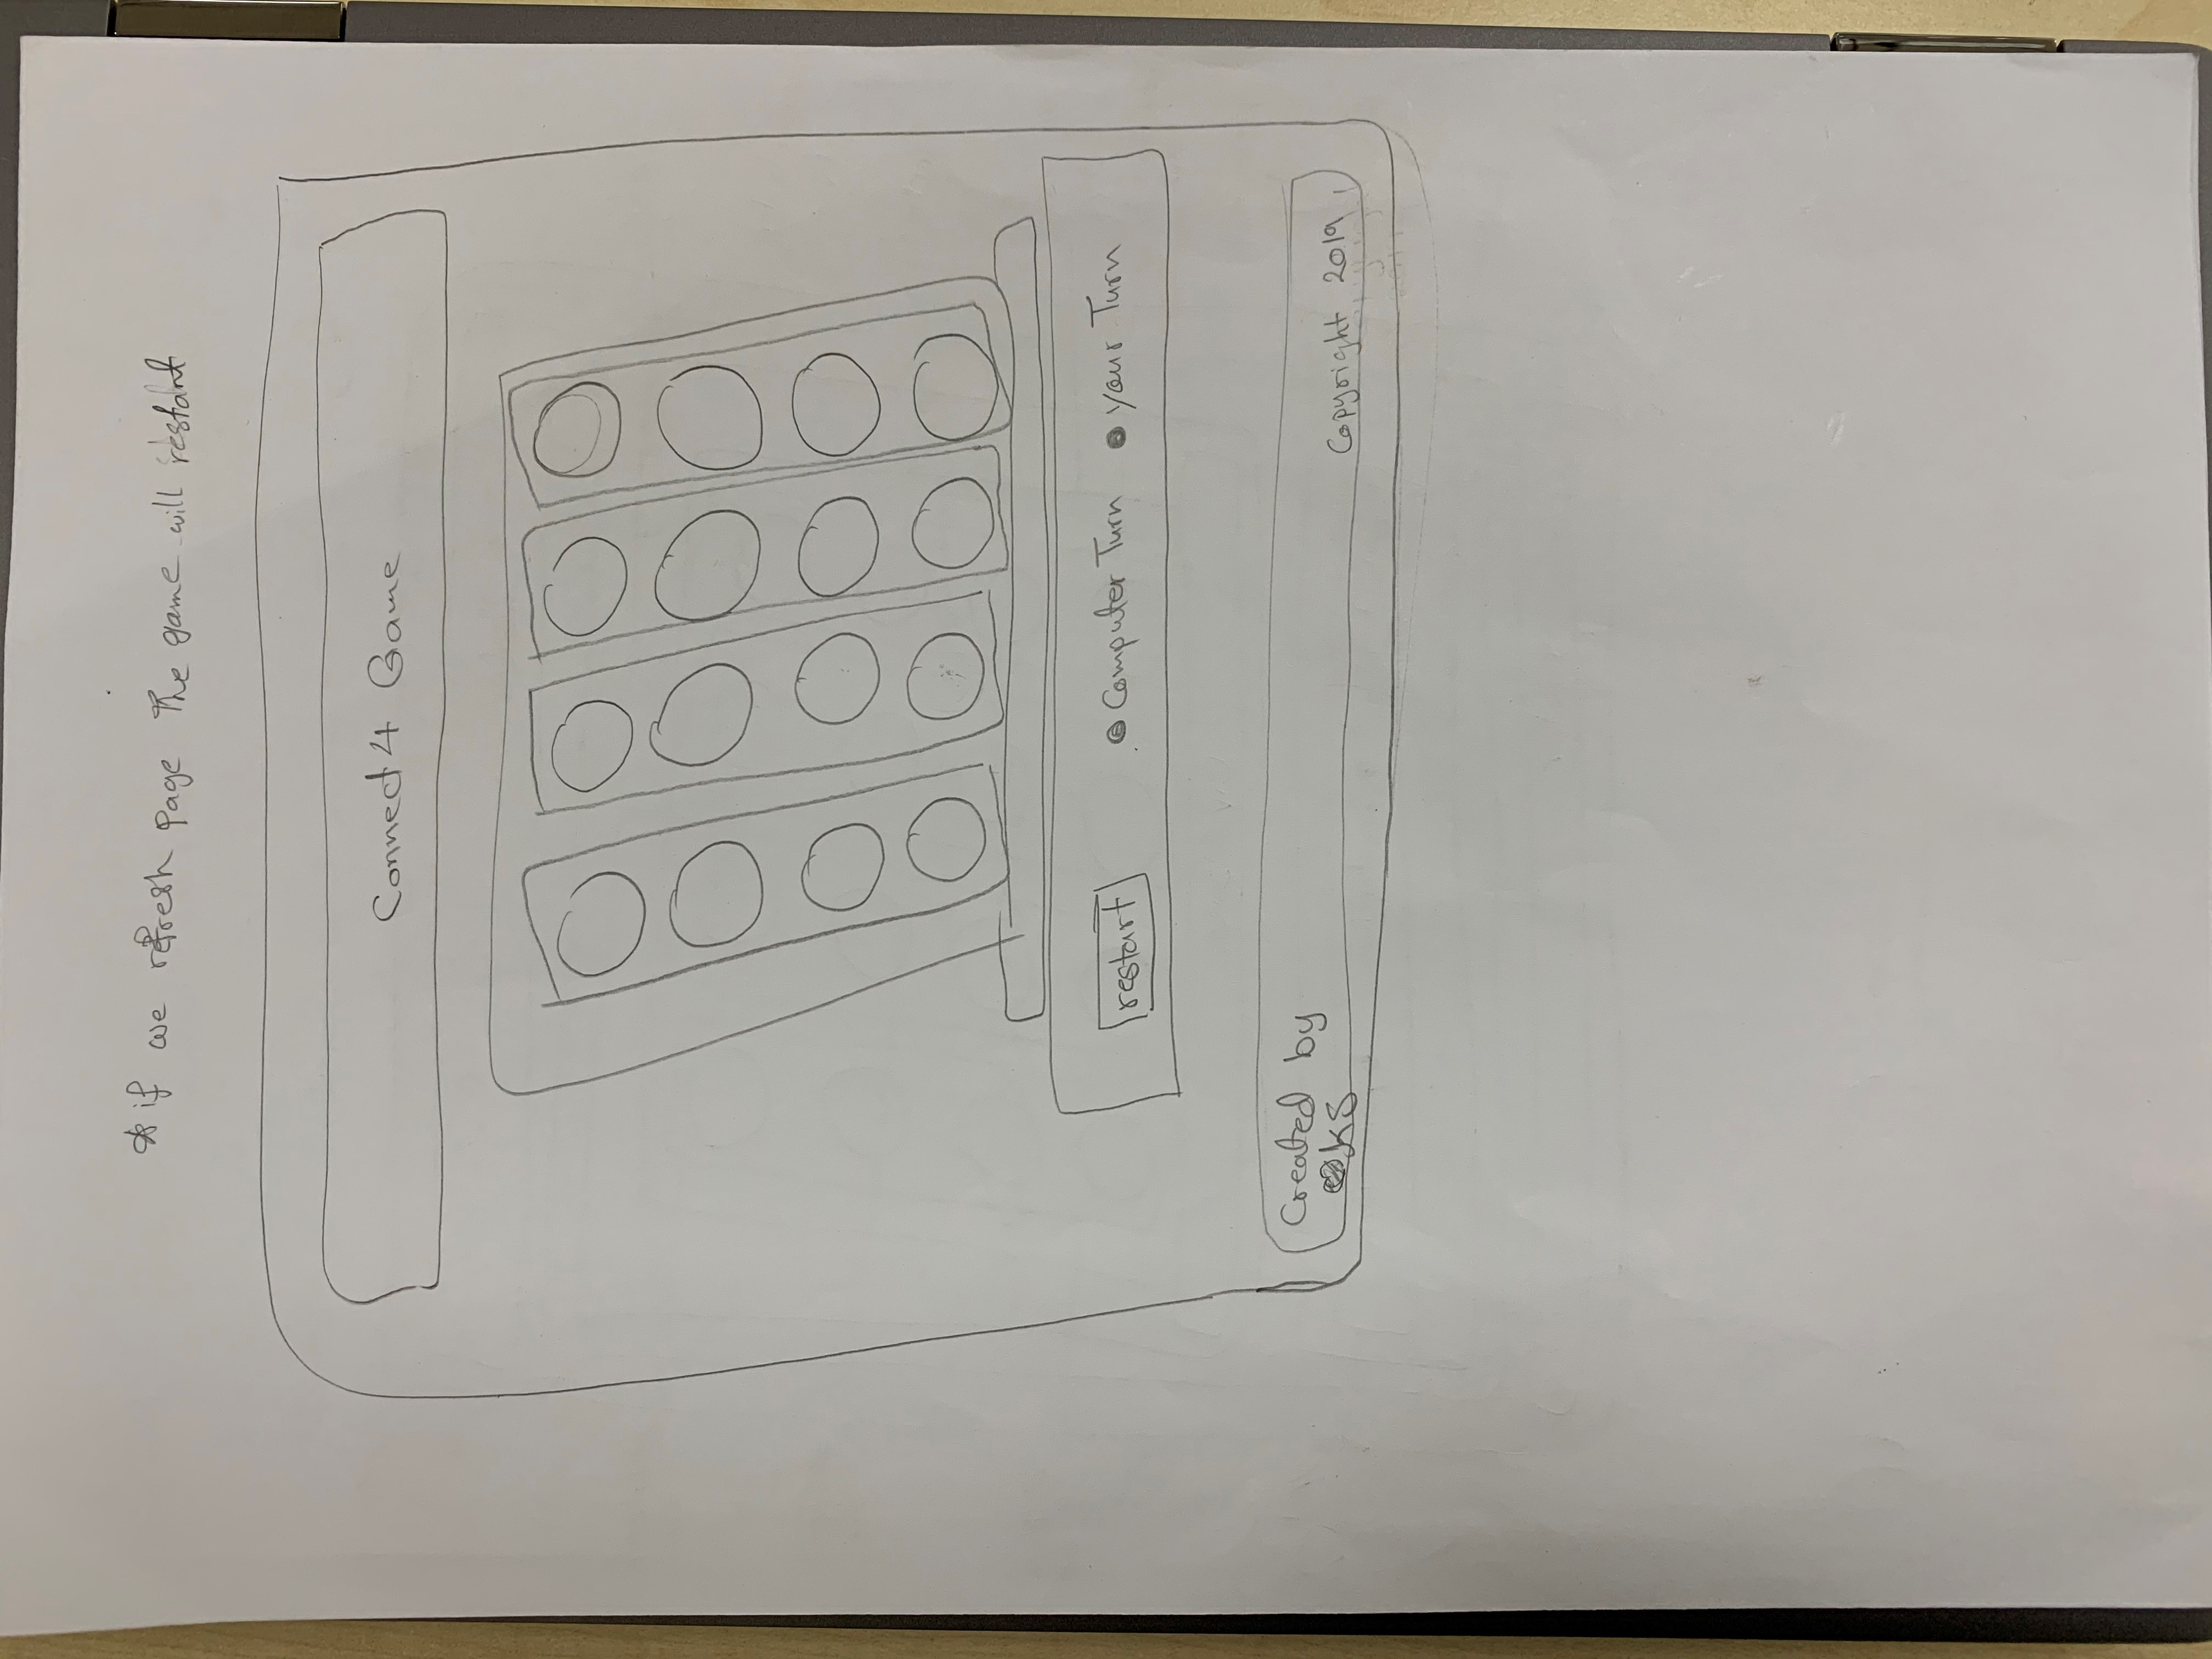 * if we refresh page The game will restart
Connect 4 Game
restart
Computer Turn
your Turn
Created by
KS
Copyright 2019